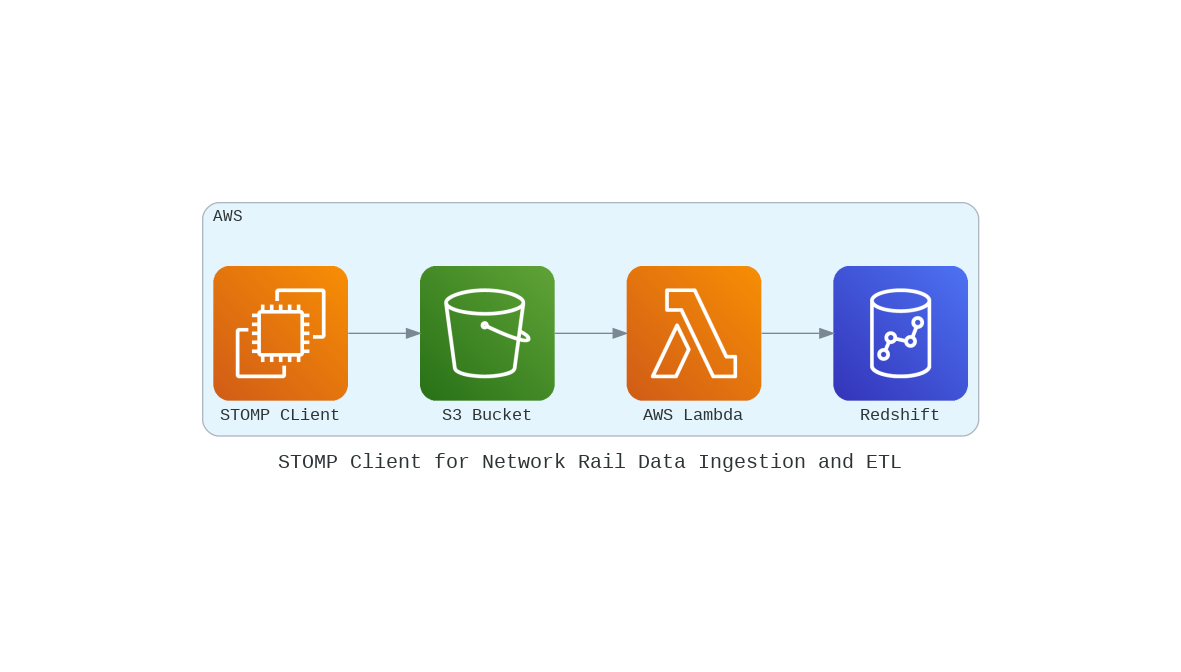 AWS
STOMP CLient
S3 Bucket
AWS Lambda
Redshift
STOMP Client for Network Rail Data Ingestion and ETL